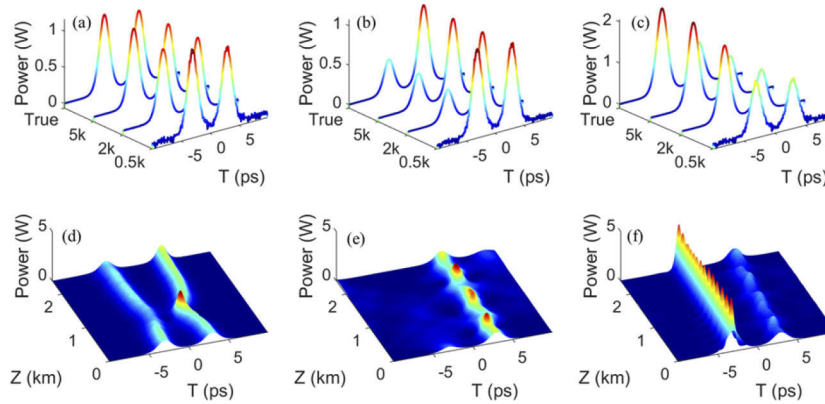 (a)
Power (W)
1
0.5
0
True
5k
2k
0.5k
-5
0
5
T (ps)
(b)
Power (W)
1
0.5
0
True
5k
2k
0.5k
-5
0
5
T (ps)
(c)
Power (W)
2
1
0
True
5k
2k
0.5k
-5
0
5
T (ps)
(d)
Power (W)
5
0
2
1
0
Z (km)
-5
0
5
T (ps)
(e)
Power (W)
5
0
2
1
0
Z (km)
-5
0
5
T (ps)
(f)
Power (W)
5
0
2
1
0
Z (km)
-5
0
5
T (ps)